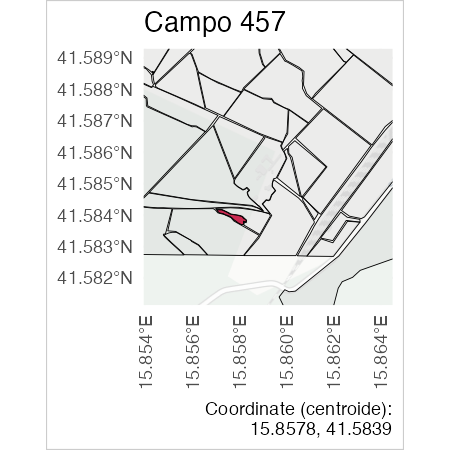 Campo 457
41.589°N
41.588°N
41.587°N
41.586°N
41.585°N
41.584°N
41.583°N
41.582°N
15.854°E
15.856°E
15.858°E
15.860°E
15.862°E
15.864°E
Coordinate (centroide):
15.8578, 41.5839